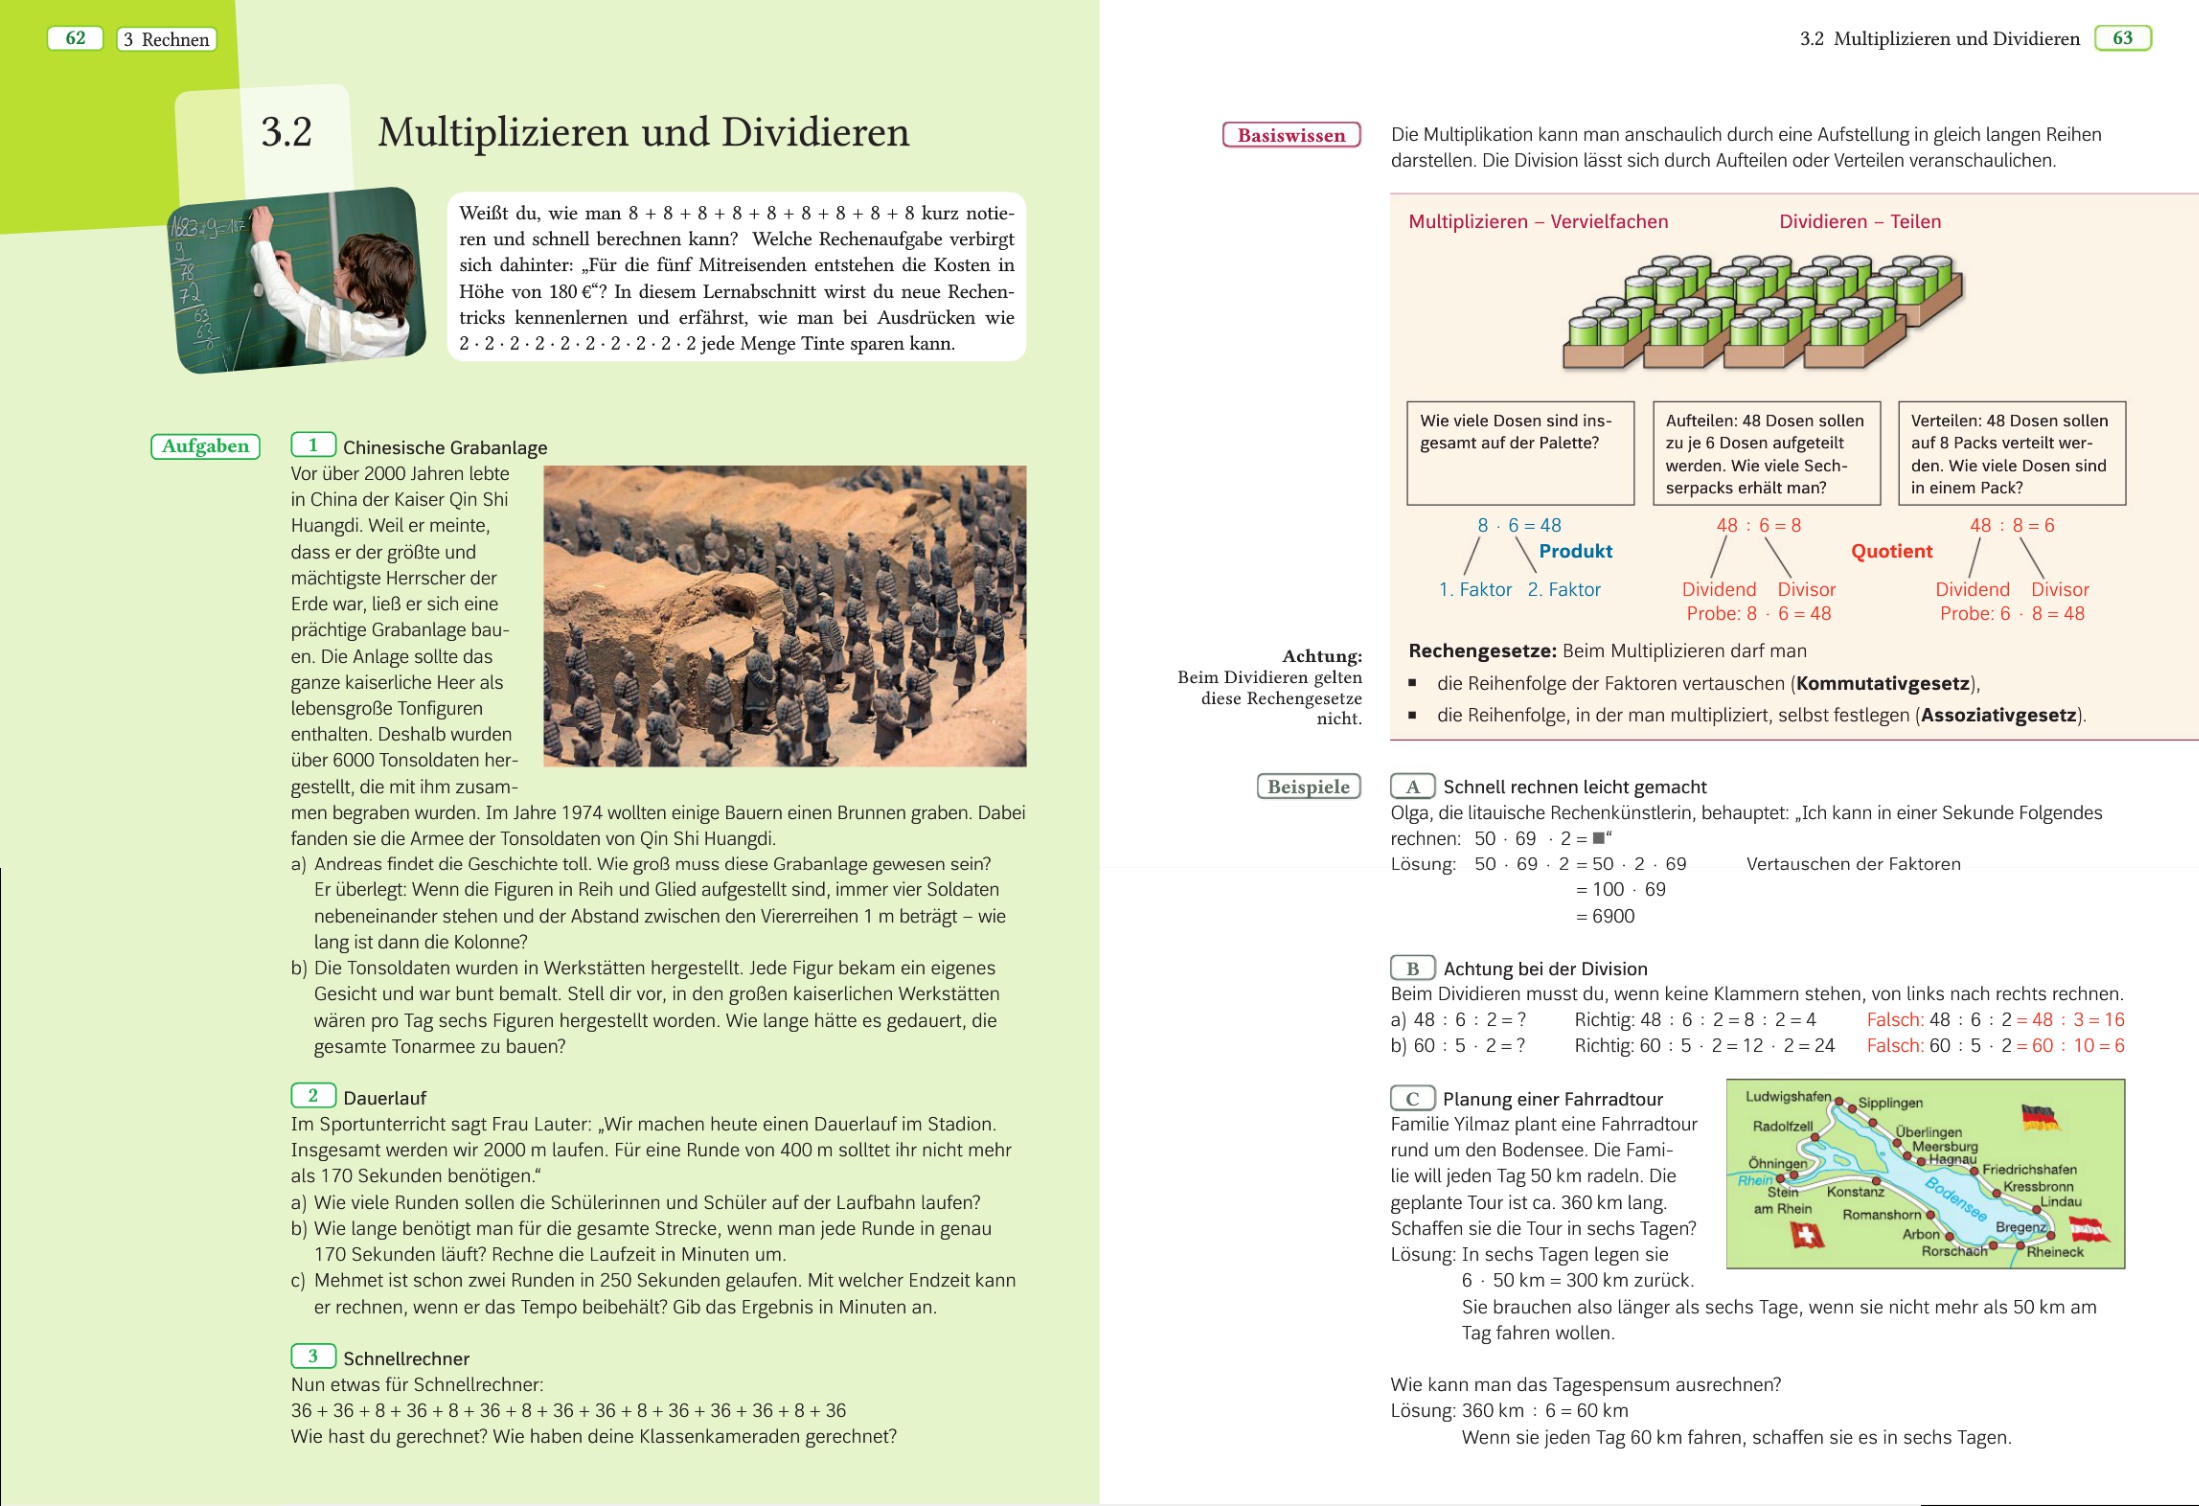 62
3 Rechnen
3.2 Multiplizieren und Dividieren
Weißt du, wie man 8 + 8 + 8 + 8 + 8 + 8 + 8 + 8 + 8 kurz notie-
ren und schnell berechnen kann? Welche Rechenaufgabe verbirgt
sich dahinter: „Für die fünf Mitreisenden entstehen die Kosten in
Höhe von 180 €“? In diesem Lernabschnitt wirst du neue Rechen-
tricks kennenlernen und erfährst, wie man bei Ausdrücken wie
2 · 2 · 2 · 2 · 2 · 2 · 2 · 2 · 2 · 2 jede Menge Tinte sparen kann.
Aufgaben
1 Chinesische Grabanlage
Vor über 2000 Jahren lebte
in China der Kaiser Qin Shi
Huangdi. Weil er meinte,
dass er der größte und
mächtigste Herrscher der
Erde war, ließ er sich eine
prächtige Grabanlage bau-
en. Die Anlage sollte das
ganze kaiserliche Heer als
lebensgroße Tonfiguren
enthalten. Deshalb wurden
über 6000 Tonsoldaten her-
gestellt, die mit ihm zusam-
men begraben wurden. Im Jahre 1974 wollten einige Bauern einen Brunnen graben. Dabei
fanden sie die Armee der Tonsoldaten von Qin Shi Huangdi.
a) Andreas findet die Geschichte toll. Wie groß muss diese Grabanlage gewesen sein?
Er überlegt: Wenn die Figuren in Reih und Glied aufgestellt sind, immer vier Soldaten
nebeneinander stehen und der Abstand zwischen den Viererreihen 1 m beträgt – wie
lang ist dann die Kolonne?
b) Die Tonsoldaten wurden in Werkstätten hergestellt. Jede Figur bekam ein eigenes
Gesicht und war bunt bemalt. Stell dir vor, in den großen kaiserlichen Werkstätten
wären pro Tag sechs Figuren hergestellt worden. Wie lange hätte es gedauert, die
gesamte Tonarmee zu bauen?
2 Dauerlauf
Im Sportunterricht sagt Frau Lauter: „Wir machen heute einen Dauerlauf im Stadion.
Insgesamt werden wir 2000 m laufen. Für eine Runde von 400 m solltet ihr nicht mehr
als 170 Sekunden benötigen.“
a) Wie viele Runden sollen die Schülerinnen und Schüler auf der Laufbahn laufen?
b) Wie lange benötigt man für die gesamte Strecke, wenn man jede Runde in genau
170 Sekunden läuft? Rechne die Laufzeit in Minuten um.
c) Mehmet ist schon zwei Runden in 250 Sekunden gelaufen. Mit welcher Endzeit kann
er rechnen, wenn er das Tempo beibehält? Gib das Ergebnis in Minuten an.
3 Schnellrechner
Nun etwas für Schnellrechner:
36 + 36 + 8 + 36 + 8 + 36 + 8 + 36 + 36 + 8 + 36 + 36 + 36 + 8 + 36
Wie hast du gerechnet? Wie haben deine Klassenkameraden gerechnet?
3.2 Multiplizieren und Dividieren
63
Basiswissen
Die Multiplikation kann man anschaulich durch eine Aufstellung in gleich langen Reihen
darstellen. Die Division lässt sich durch Aufteilen oder Verteilen veranschaulichen.
Multiplizieren – Vervielfachen
Dividieren – Teilen
Wie viele Dosen sind ins-
gesamt auf der Palette?
Aufteilen: 48 Dosen sollen
zu je 6 Dosen aufgeteilt
werden. Wie viele Sech-
serpacks erhält man?
Verteilen: 48 Dosen sollen
auf 8 Packs verteilt wer-
den. Wie viele Dosen sind
in einem Pack?
8 · 6 = 48
48 : 6 = 8
48 : 8 = 6
Produkt
Quotient
1. Faktor 2. Faktor
Dividend Divisor
Dividend Divisor
Probe: 8 · 6 = 48
Probe: 6 · 8 = 48
Rechengesetze: Beim Multiplizieren darf man
▪ die Reihenfolge der Faktoren vertauschen (Kommutativgesetz),
▪ die Reihenfolge, in der man multipliziert, selbst festlegen (Assoziativgesetz).
Achtung:
Beim Dividieren gelten
diese Rechengesetze
nicht.
Beispiele
A Schnell rechnen leicht gemacht
Olga, die litauische Rechenkünstlerin, behauptet: „Ich kann in einer Sekunde Folgendes
rechnen: 50 · 69 · 2 = ■“
Lösung: 50 · 69 · 2 = 50 · 2 · 69 Vertauschen der Faktoren
= 100 · 69
= 6900
B Achtung bei der Division
Beim Dividieren musst du, wenn keine Klammern stehen, von links nach rechts rechnen.
a) 48 : 6 : 2 = ? Richtig: 48 : 6 : 2 = 8 : 2 = 4 Falsch: 48 : 6 : 2 = 48 : 3 = 16
b) 60 : 5 · 2 = ? Richtig: 60 : 5 · 2 = 12 · 2 = 24 Falsch: 60 : 5 · 2 = 60 : 10 = 6
C Planung einer Fahrradtour
Familie Yilmaz plant eine Fahrradtour
rund um den Bodensee. Die Fami-
lie will jeden Tag 50 km radeln. Die
geplante Tour ist ca. 360 km lang.
Schaffen sie die Tour in sechs Tagen?
Lösung: In sechs Tagen legen sie
6 · 50 km = 300 km zurück.
Sie brauchen also länger als sechs Tage, wenn sie nicht mehr als 50 km am
Tag fahren wollen.
Ludwigshafen
Sipplingen
Radolfzell
Überlingen
Meersburg
Hagnau
Öhningen
Friedrichshafen
Rhein
Kressbronn
Stein
am Rhein
Konstanz
Bodensee
Lindau
Romanshorn
Bregenz
Arbon
Rorschach
Rheineck
Wie kann man das Tagespensum ausrechnen?
Lösung: 360 km : 6 = 60 km
Wenn sie jeden Tag 60 km fahren, schaffen sie es in sechs Tagen.